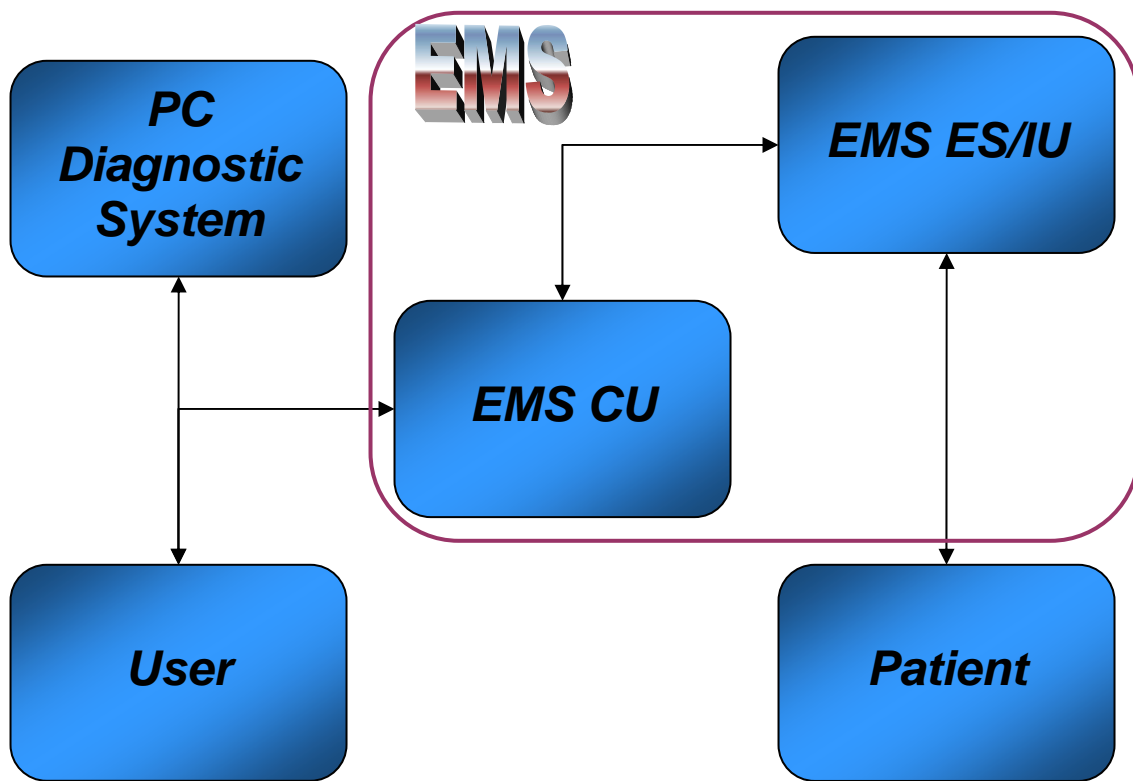 EMS
PC
Diagnostic
System
EMS ES/IU
EMS CU
User
Patient